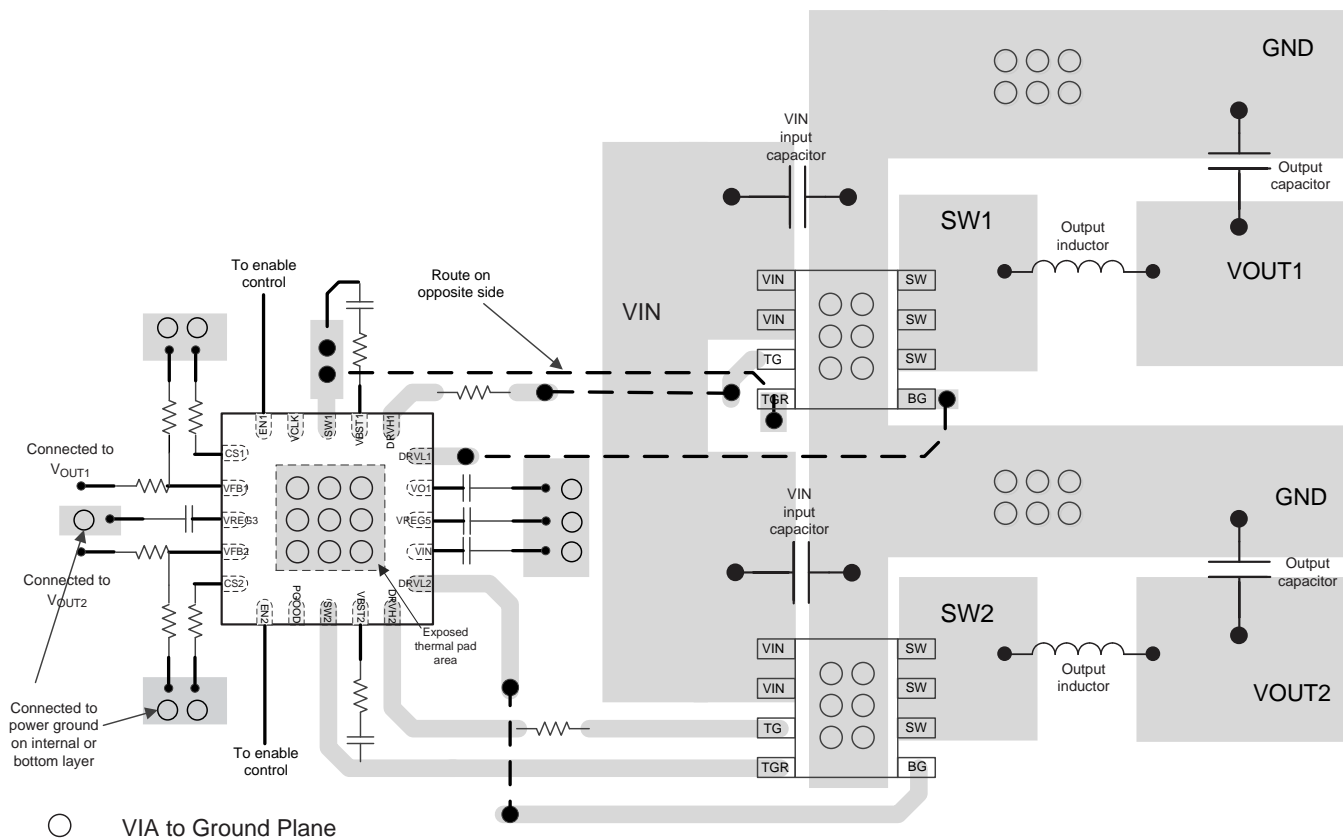 GND
VIN
input
capacitor
Output
capacitor
SW1
Output
inductor
VOUT1
To enable
control
Route on
opposite side
VIN
VIN
VIN
TG
TGR
SW
SW
SW
BG
EN1
VCLK
SW1
VBST1
DRVH1
CS1
VFB1
VREG3
VFB2
CS2
DRVL1
VO1
VREG5
VIN
DRVL2
EN2
PGOOD
SW2
VBST2
DRVH2
Connected to
VOUT1
Connected to
VOUT2
Exposed
thermal pad
area
VIN
input
capacitor
GND
Output
capacitor
SW2
Output
inductor
VOUT2
VIN
VIN
TG
TGR
SW
SW
SW
BG
Connected to
power ground
on internal or
bottom layer
To enable
control
VIA to Ground Plane